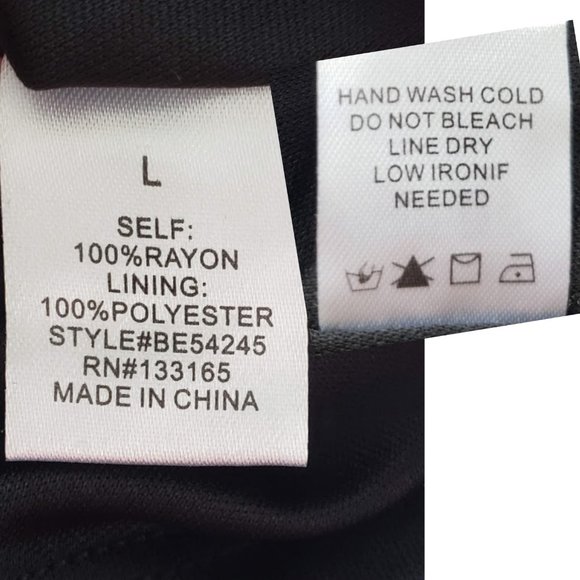 L
SELF:
100%RAYON
LINING:
100%POLYESTER
STYLE#BE54245
RN#133165
MADE IN CHINA
HAND WASH COLD
DO NOT BLEACH
LINE DRY
LOW IRONIF
NEEDED